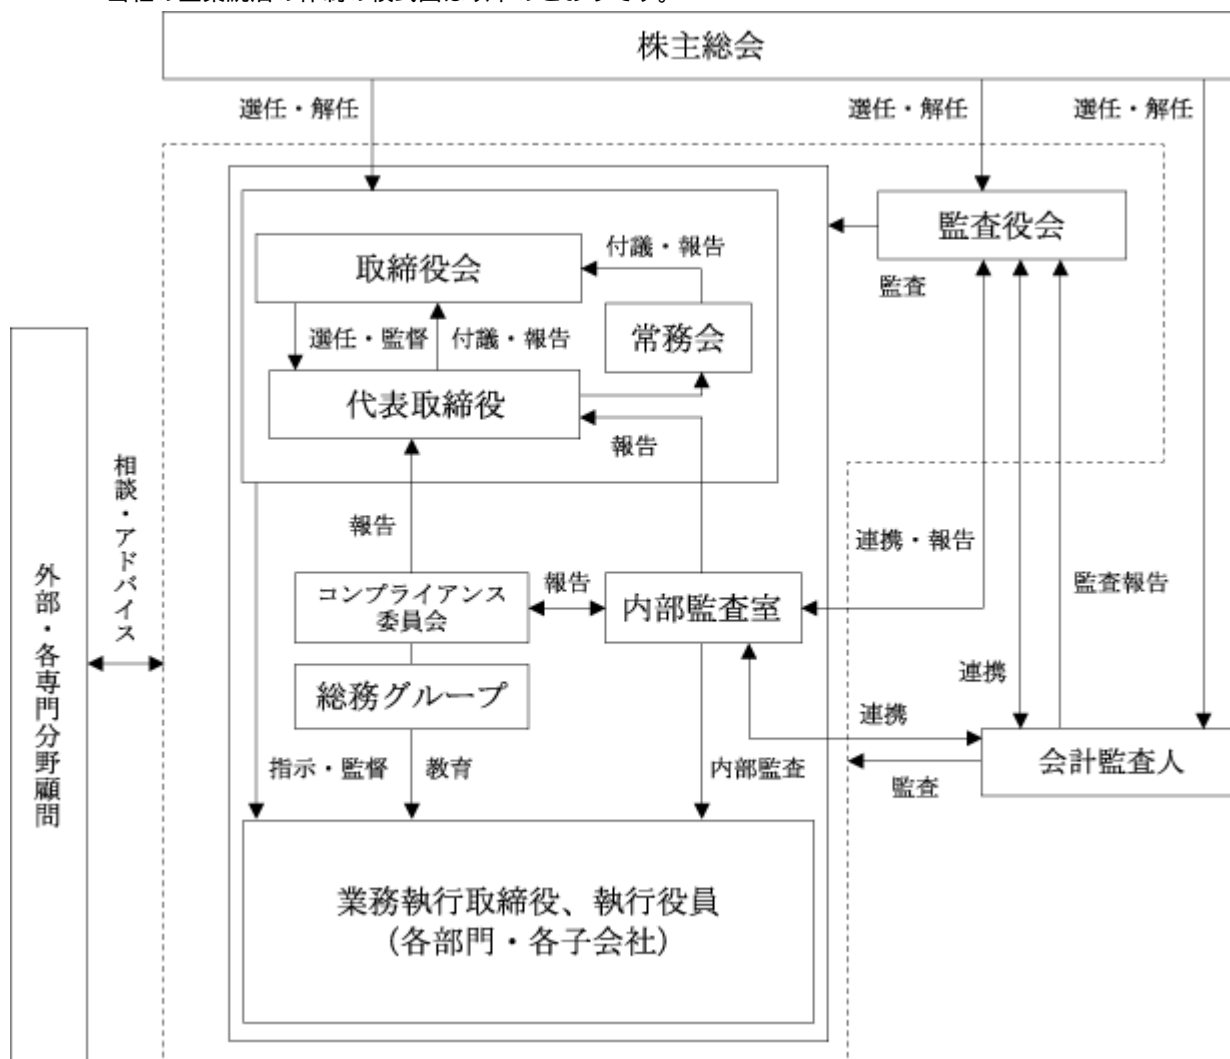 株主総会
選任・解任
選任・解任
選任・解任
監査役会
取締役会
付議・報告
監査
選任・監督
付議・報告
常務会
代表取締役
報告
相談・アドバイス
報告
連携・報告
外部・各専門分野顧問
コンプライアンス
委員会
報告
内部監査室
監査報告
総務グループ
連携
連携
指示・監督
教育
内部監査
監査
会計監査人
業務執行取締役、執行役員
(各部門・各子会社)